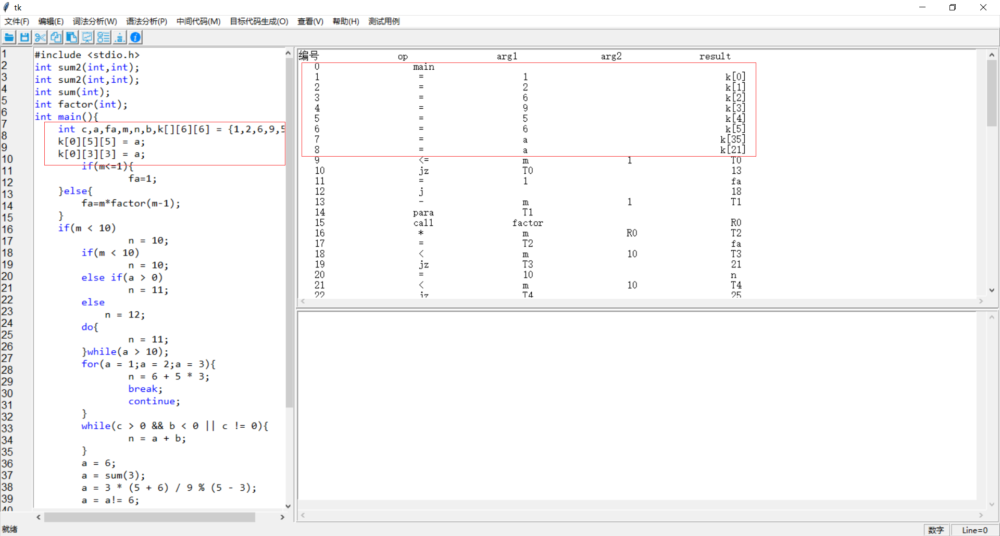 tk
文件(F) 编辑(E) 词法分析(W) 语法分析(P) 中间代码(M) 目标代码生成(O) 查看(V) 帮助(H) 测试用例
1
2
3
4
5
6
7
8
9
10
11
12
13
14
15
16
17
18
19
20
21
22
23
24
25
26
27
28
29
30
31
32
33
34
35
36
37
38
39
40
#include <stdio.h>
int sum2(int,int);
int sum2(int,int);
int sum(int);
int factor(int);
int main(){
int c,a,fa,m,n,b,k[][6][6] = {1,2,6,9,5
k[0][5][5] = a;
k[0][3][3] = a;
if(m<=1){
fa=1;
}else{
fa=m*factor(m-1);
}
if(m < 10)
n = 10;
if(m < 10)
n = 10;
else if(a > 0)
n = 11;
else
n = 12;
do{
n = 11;
}while(a > 10);
for(a = 1;a = 2;a = 3){
n = 6 + 5 * 3;
break;
continue;
}
while(c > 0 && b < 0 || c != 0){
n = a + b;
}
a = 6;
a = sum(3);
a = 3 * (5 + 6) / 9 % (5 - 3);
a = a!= 6;
编号 op arg1 arg2 result
0 main
1 = 1 k[0]
2 = 2 k[1]
3 = 6 k[2]
4 = 9 k[3]
5 = 5 k[4]
6 = 6 k[5]
7 = a k[35]
8 = a k[21]
9 <= m 1 T0
10 jz T0 13
11 = 1 fa
12 j 18
13 - m 1 T1
14 para T1
15 call factor R0
16 * m R0 T2
17 = T2 fa
18 < m 10 T3
19 jz T3 21
20 = 10 n
21 < m 10 T4
22 jz T4 25
就绪
数字 Line=0